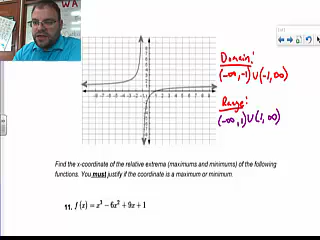 Domain:
(-∞, -1) ∪ (-1, ∞)
Range:
(-∞, 1) ∪ (1, ∞)
Find the x-coordinate of the relative extrema (maximums and minimums) of the following
functions. You must justify if the coordinate is a maximum or minimum.
11. f(x) = x³ − 6x² + 9x + 1